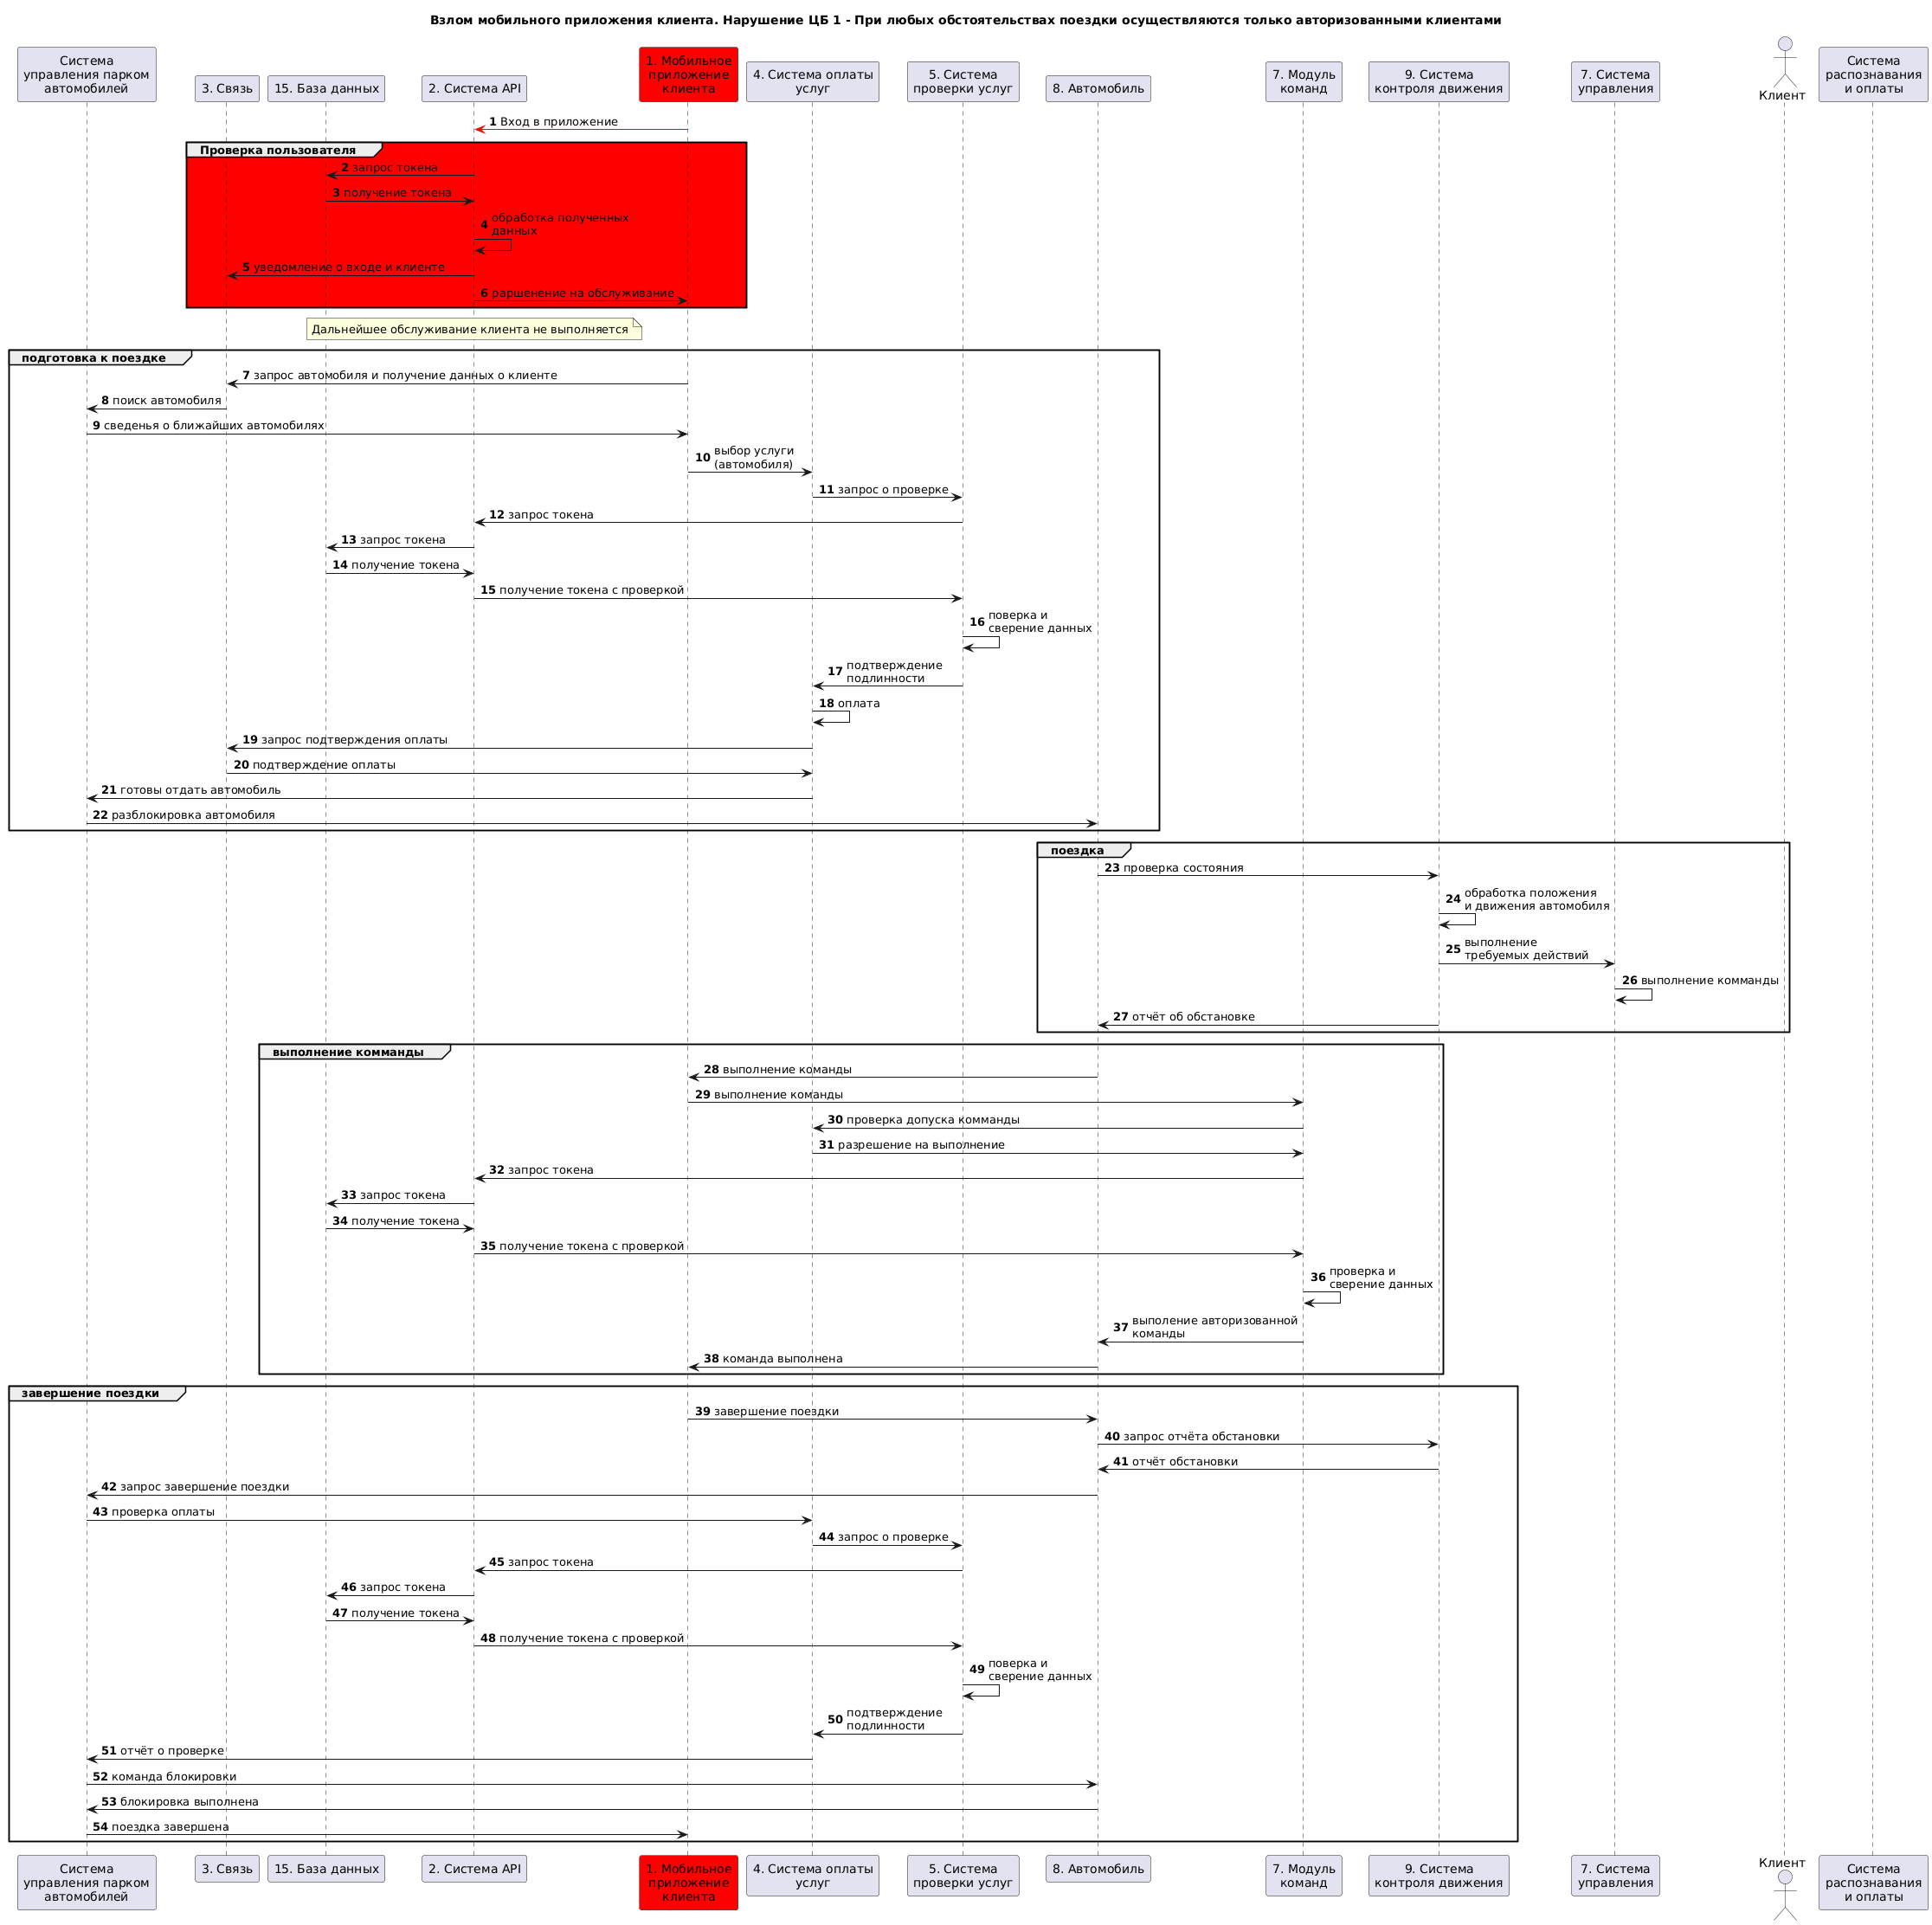 Взлом мобильного приложения клиента. Нарушение ЦБ 1 - При любых обстоятельствах поездки осуществляются только авторизованными клиентами
Система
управления парком
автомобилей
3. Связь
15. База данных
2. Система API
1. Мобильное
приложение
клиента
4. Система оплаты
услуг
5. Система
проверки услуг
8. Автомобиль
7. Модуль
команд
9. Система
контроля движения
7. Система
управления
Клиент
Система
распознавания
и оплаты
1 Вход в приложение
Проверка пользователя
2 запрос токена
3 получение токена
4 обработка полученных
данных
5 уведомление о входе и клиенте
6 раршенение на обслуживание
Дальнейшее обслуживание клиента не выполняется
подготовка к поездке
7 запрос автомобиля и получение данных о клиенте
8 поиск автомобиля
9 сведенья о ближайших автомобилях
10 выбор услуги
(автомобиля)
11 запрос о проверке
12 запрос токена
13 запрос токена
14 получение токена
15 получение токена с проверкой
16 поверка и
сверение данных
17 подтверждение
подлинности
18 оплата
19 запрос подтверждения оплаты
20 подтверждение оплаты
21 готовы отдать автомобиль
22 разблокировка автомобиля
поездка
23 проверка состояния
24 обработка положения
и движения автомобиля
25 выполнение
требуемых действий
26 выполнение комманды
27 отчёт об обстановке
выполнение комманды
28 выполнение команды
29 выполнение команды
30 проверка допуска комманды
31 разрешение на выполнение
32 запрос токена
33 запрос токена
34 получение токена
35 получение токена с проверкой
36 проверка и
сверение данных
37 выполение авторизованной
команды
38 команда выполнена
завершение поездки
39 завершение поездки
40 запрос отчёта обстановки
41 отчёт обстановки
42 запрос завершение поездки
43 проверка оплаты
44 запрос о проверке
45 запрос токена
46 запрос токена
47 получение токена
48 получение токена с проверкой
49 поверка и
сверение данных
50 подтверждение
подлинности
51 отчёт о проверке
52 команда блокировки
53 блокировка выполнена
54 поездка завершена
Система
управления парком
автомобилей
3. Связь
15. База данных
2. Система API
1. Мобильное
приложение
клиента
4. Система оплаты
услуг
5. Система
проверки услуг
8. Автомобиль
7. Модуль
команд
9. Система
контроля движения
7. Система
управления
Клиент
Система
распознавания
и оплаты